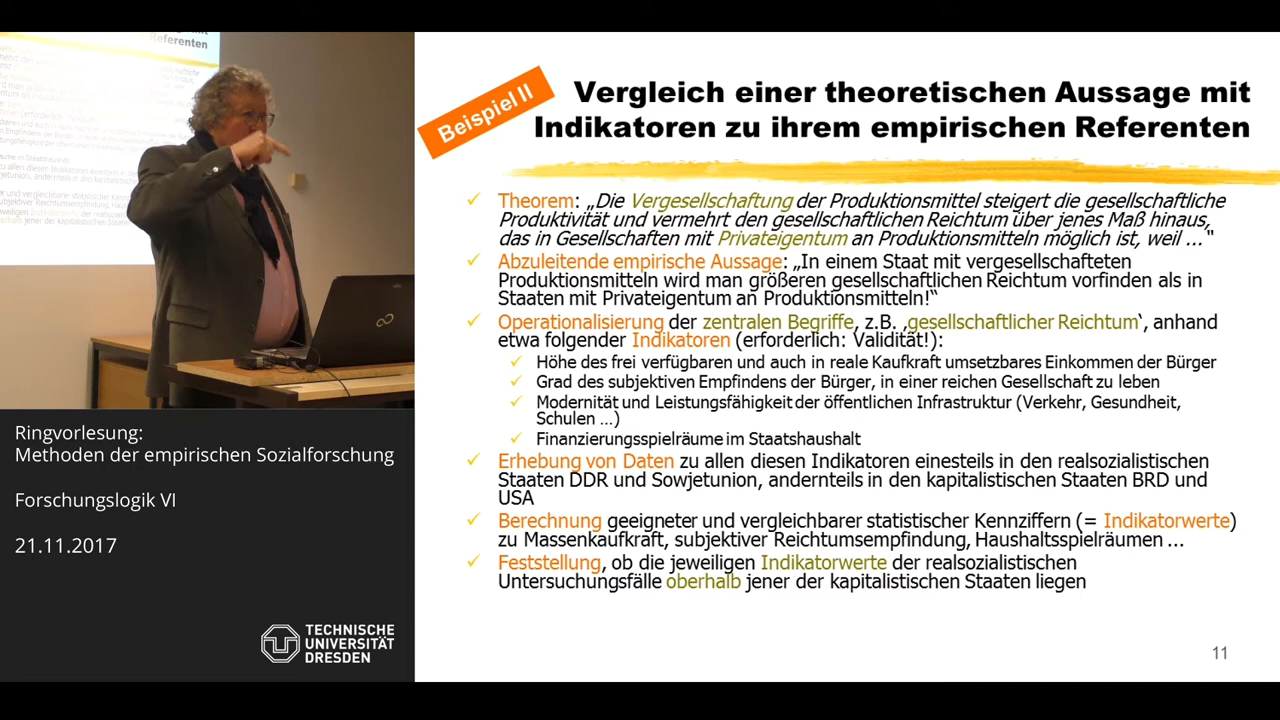 Referenten
Ringvorlesung:
Methoden der empirischen Sozialforschung
Forschungslogik VI
21.11.2017
TECHNISCHE
UNIVERSITÄT
DRESDEN
Beispiel II
Vergleich einer theoretischen Aussage mit
Indikatoren zu ihrem empirischen Referenten
Theorem: „Die Vergesellschaftung der Produktionsmittel steigert die gesellschaftliche
Produktivität und vermehrt den gesellschaftlichen Reichtum über jenes Maß hinaus,
das in Gesellschaften mit Privateigentum an Produktionsmitteln möglich ist, weil ...“
Abzuleitende empirische Aussage: „In einem Staat mit vergesellschafteten
Produktionsmitteln wird man größeren gesellschaftlichen Reichtum vorfinden als in
Staaten mit Privateigentum an Produktionsmitteln!“
Operationalisierung der zentralen Begriffe, z.B. ‚gesellschaftlicher Reichtum‘, anhand
etwa folgender Indikatoren (erforderlich: Validität!):
Höhe des frei verfügbaren und auch in reale Kaufkraft umsetzbares Einkommen der Bürger
Grad des subjektiven Empfindens der Bürger, in einer reichen Gesellschaft zu leben
Modernität und Leistungsfähigkeit der öffentlichen Infrastruktur (Verkehr, Gesundheit,
Schulen ...)
Finanzierungsspielräume im Staatshaushalt
Erhebung von Daten zu allen diesen Indikatoren einesteils in den realsozialistischen
Staaten DDR und Sowjetunion, andernteils in den kapitalistischen Staaten BRD und
USA
Berechnung geeigneter und vergleichbarer statistischer Kennziffern (= Indikatorwerte)
zu Massenkaufkraft, subjektiver Reichtumsempfindung, Haushaltsspielräumen ...
Feststellung, ob die jeweiligen Indikatorwerte der realsozialistischen
Untersuchungsfälle oberhalb jener der kapitalistischen Staaten liegen
11